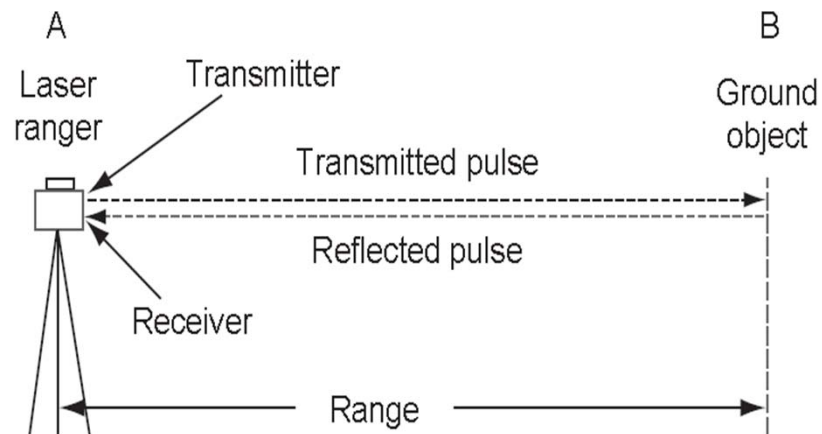 A
B
Laser
ranger
Transmitter
Ground
object
Transmitted pulse
Reflected pulse
Receiver
Range